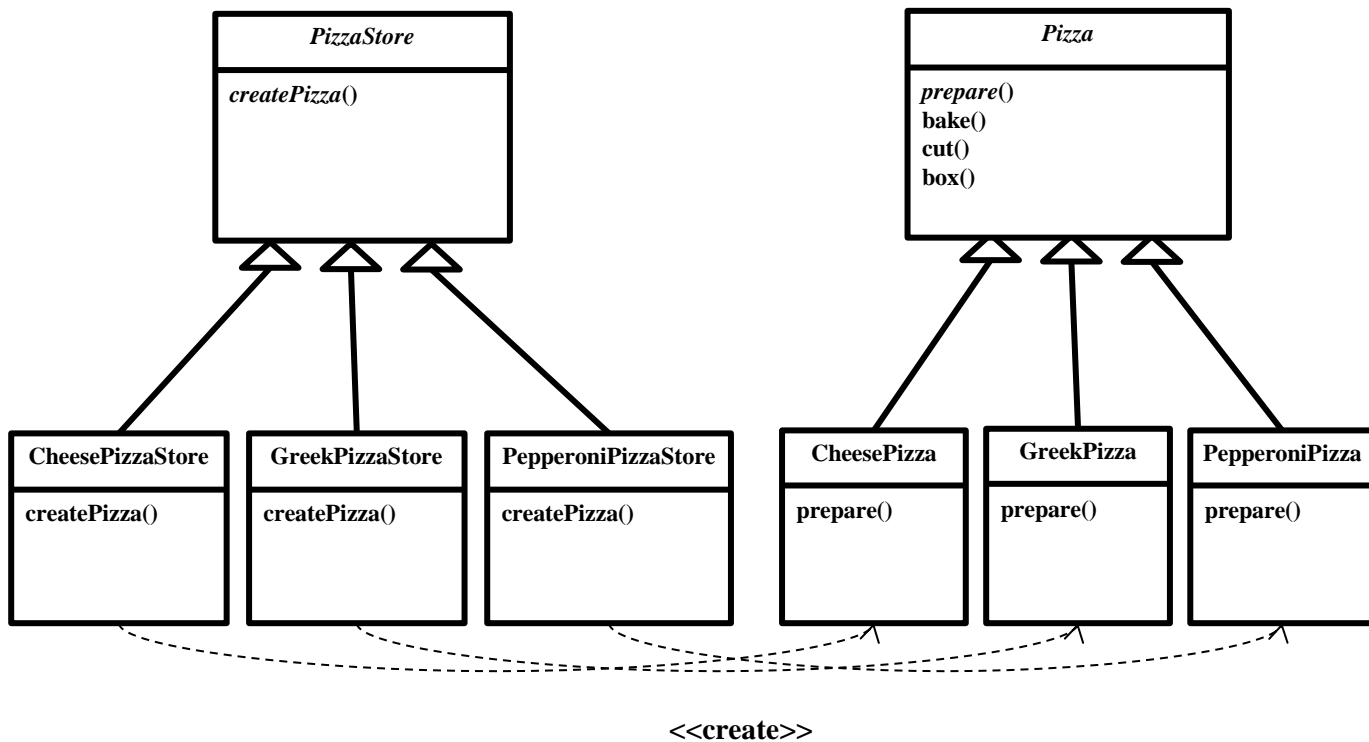 PizzaStore
createPizza()
Pizza
prepare()
bake()
cut()
box()
CheesePizzaStore
createPizza()
GreekPizzaStore
createPizza()
PepperoniPizzaStore
createPizza()
CheesePizza
prepare()
GreekPizza
prepare()
PepperoniPizza
prepare()
<<create>>